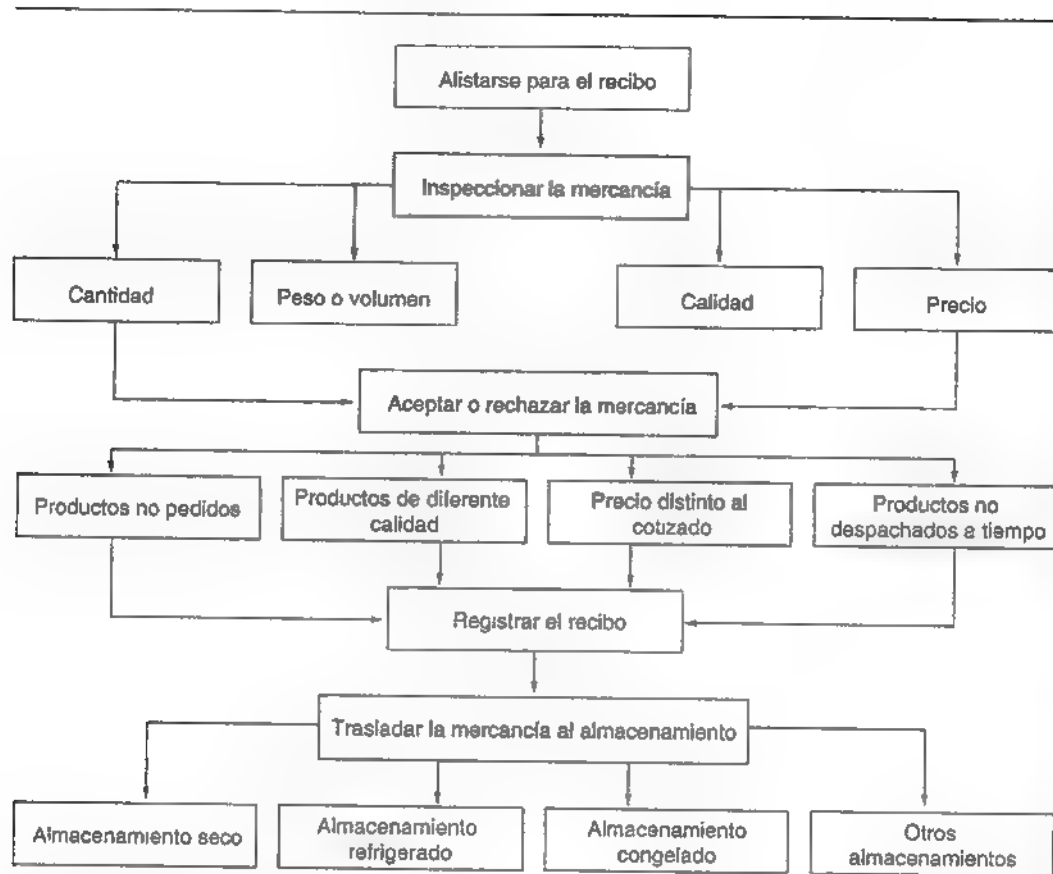 Alistarse para el recibo
Inspeccionar la mercancía
Cantidad
Peso o volumen
Calidad
Precio
Aceptar o rechazar la mercancía
Productos no pedidos
Productos de diferente
calidad
Precio distinto al
cotizado
Productos no
despachados a tiempo
Registrar el recibo
Trasladar la mercancía al almacenamiento
Almacenamiento seco
Almacenamiento
refrigerado
Almacenamiento
congelado
Otros
almacenamientos